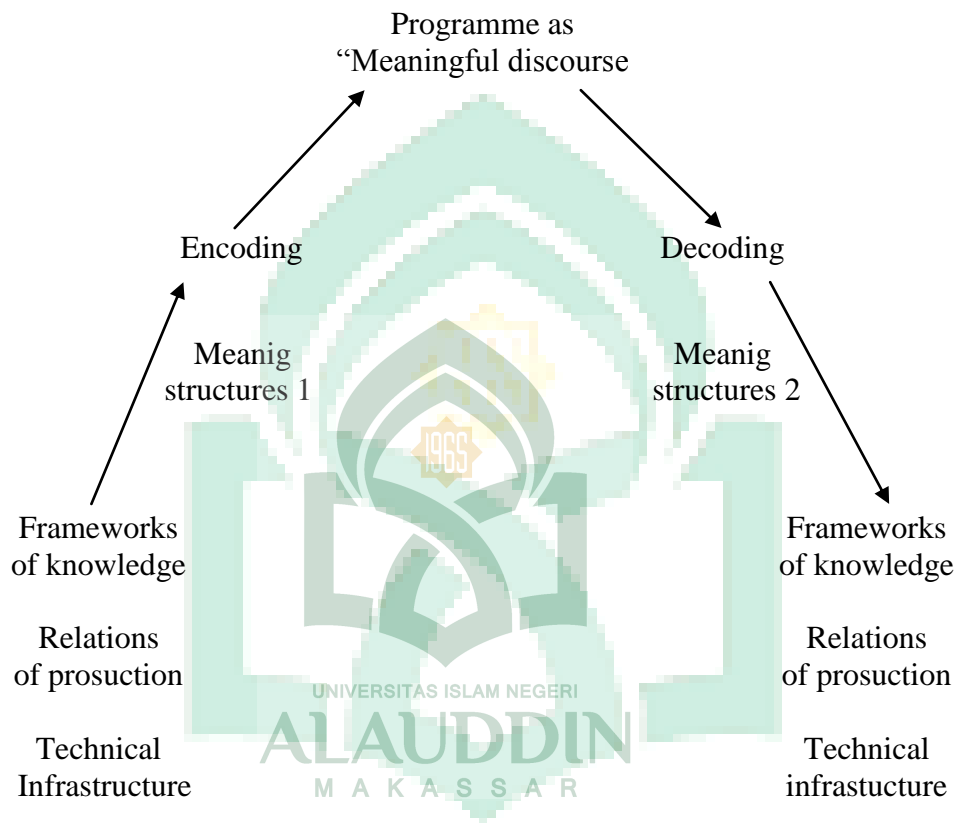 Programme as
“Meaningful discourse
Encoding
Decoding
Meanig
structures 1
Meanig
structures 2
1965
Frameworks
of knowledge
Frameworks
of knowledge
Relations
of prosuction
Relations
of prosuction
UNIVERSITAS ISLAM NEGERI
ALAUDDIN
MAKASSAR
Technical
Infrastructure
Technical
infrastucture